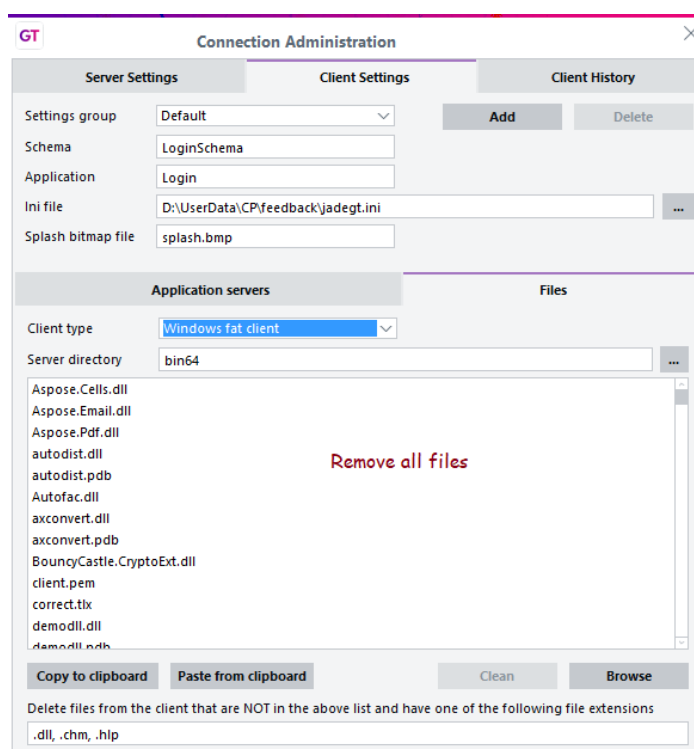 GT
Connection Administration
Server Settings Client Settings Client History
Settings group Default Add Delete
Schema LoginSchema
Application Login
Ini file D:\UserData\CP\feedback\jadegt.ini ...
Splash bitmap file splash.bmp
Application servers Files
Client type Windows fat client
Server directory bin64 ...
Aspose.Cells.dll
Aspose.Email.dll
Aspose.Pdf.dll
autodist.dll
Remove all files
autodist.pdb
Autofac.dll
axconvert.dll
axconvert.pdb
BouncyCastle.CryptoExt.dll
client.pem
correct.tlx
demodll.dll
demodll.pdb
Copy to clipboard Paste from clipboard Clean Browse
Delete files from the client that are NOT in the above list and have one of the following file extensions
.dll, .chm, .hlp